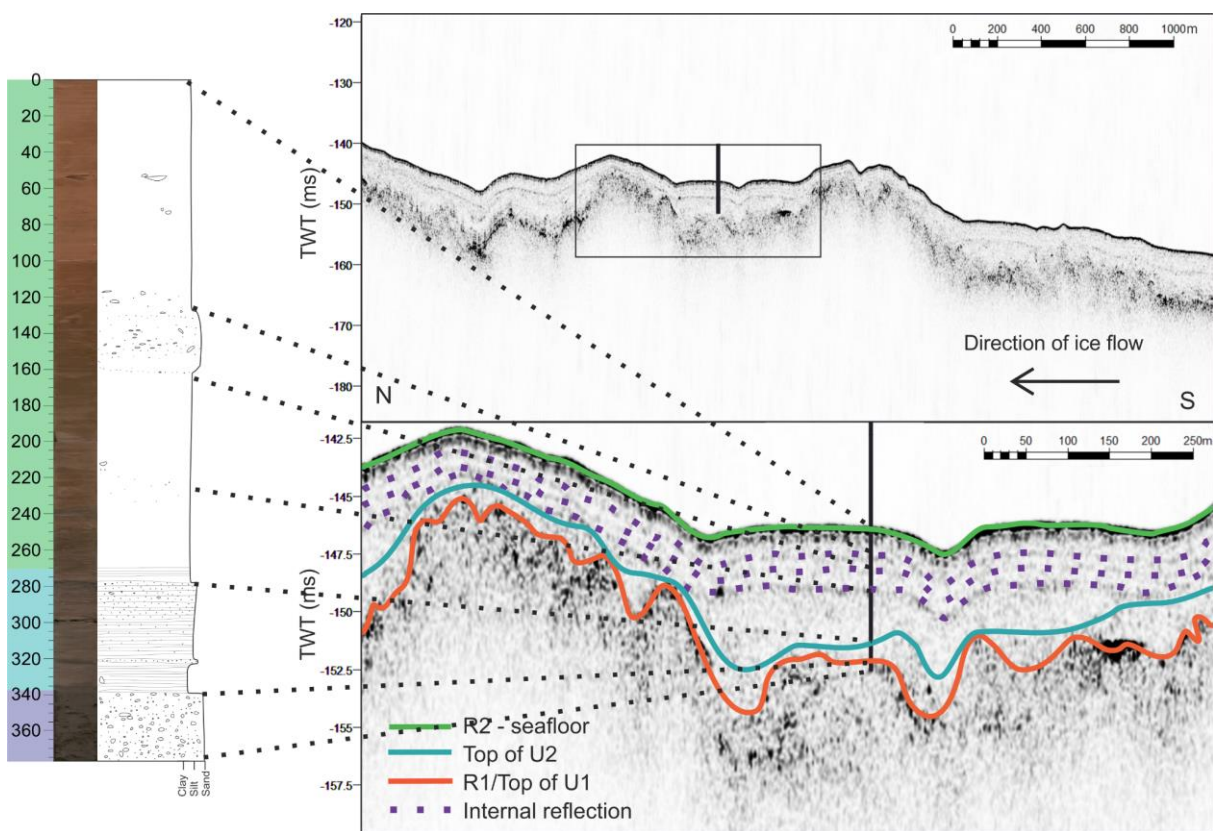 0
20
40
60
80
100
120
140
160
180
200
220
240
260
280
300
320
340
360
Clay
Silt
Sand
-120
-130
-140
-150
-160
-170
-180
TWT (ms)
0 200 400 600 800 1000m
Direction of ice flow
N
S
-142.5
-145
-147.5
-150
-152.5
-155
-157.5
TWT (ms)
0 50 100 150 200 250m
R2 - seafloor
Top of U2
R1/Top of U1
Internal reflection